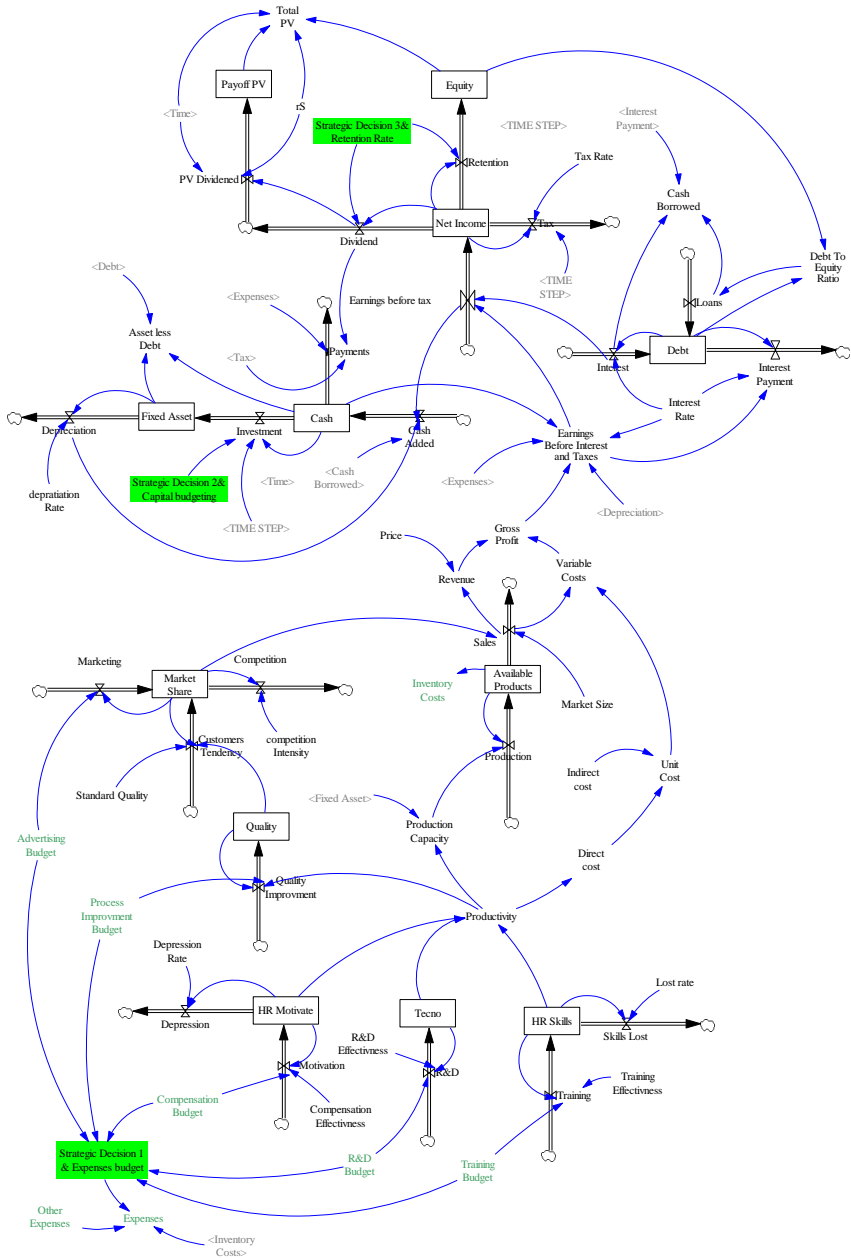 Total
PV
Payoff PV
Equity
<Time>
rS
Strategic Decision 3&
Retention Rate
<TIME STEP>
<Interest
Payment>
Retention
Tax Rate
PV Dividened
Cash
Borrowed
Net Income
Tax
Dividend
<TIME
STEP>
Debt To
Equity
Ratio
<Debt>
<Expenses>
Earnings before tax
Loans
Asset less
Debt
<Tax>
Payments
Debt
Interest
Interest
Payment
Fixed Asset
Cash
Depreciation
Investment
Cash
Added
Interest
Rate
Earnings
Before Interest
and Taxes
Strategic Decision 2&
Capital budgeting
<Time>
<Cash
Borrowed>
<Expenses>
depratiation
Rate
<TIME STEP>
<Depreciation>
Price
Gross
Profit
Revenue
Variable
Costs
Sales
Marketing
Market
Share
Competition
Inventory
Costs
Available
Products
Market Size
Customers
Tendency
competition
Intensity
Production
Standard Quality
Indirect
cost
Unit
Cost
<Fixed Asset>
Quality
Production
Capacity
Advertising
Budget
Direct
cost
Quality
Improvment
Process
Improvment
Budget
Productivity
Depression
Rate
Lost rate
HR Motivate
Tecno
HR Skills
Depression
R&D
Effectivness
Skills Lost
Motivation
R&D
Training
Training
Effectivness
Compensation
Budget
Compensation
Effectivness
Strategic Decision 1
& Expenses budget
R&D
Budget
Training
Budget
Other
Expenses
Expenses
<Inventory
Costs>